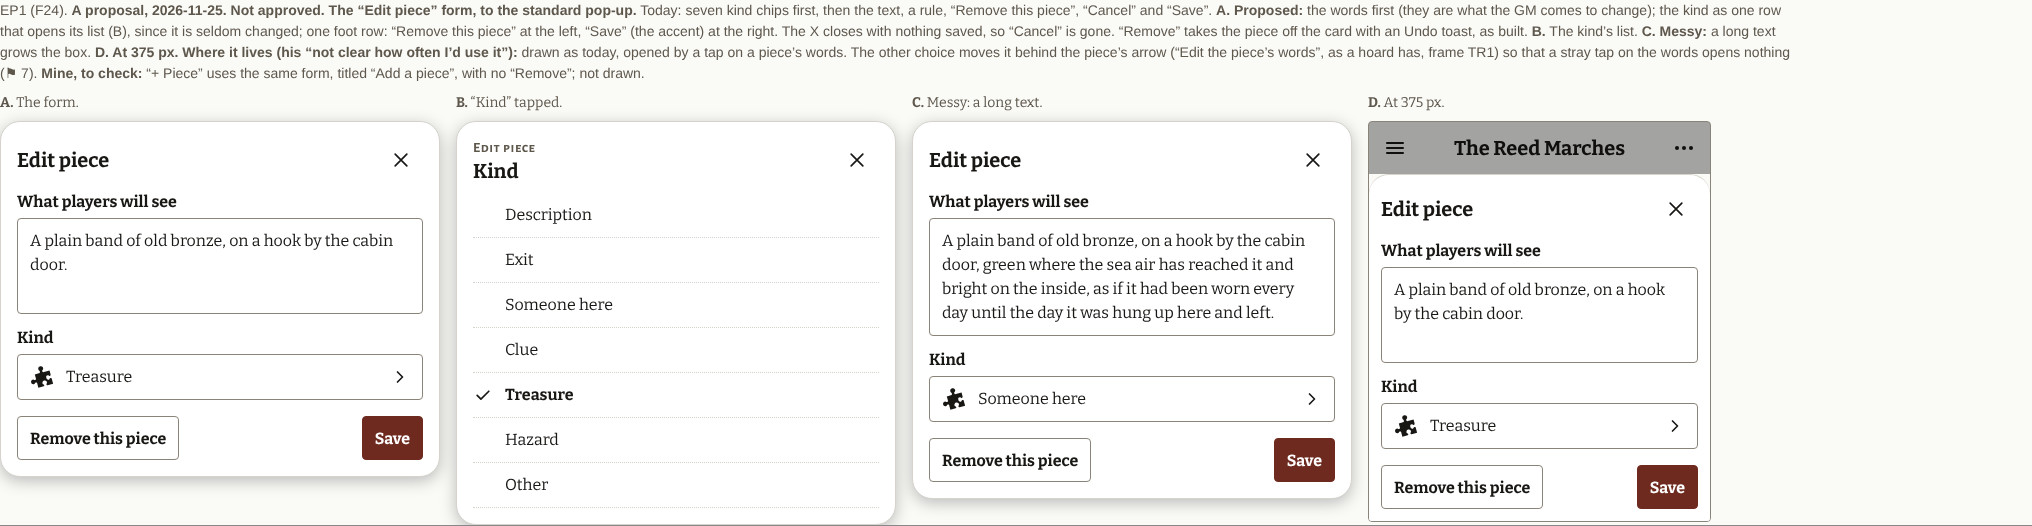 EP1 (F24). A proposal, 2026-11-25. Not approved. The “Edit piece” form, to the standard pop-up. Today: seven kind chips first, then the text, a rule, “Remove this piece”, “Cancel” and “Save”. A. Proposed: the words first (they are what the GM comes to change); the kind as one row
that opens its list (B), since it is seldom changed; one foot row: “Remove this piece” at the left, “Save” (the accent) at the right. The X closes with nothing saved, so “Cancel” is gone. “Remove” takes the piece off the card with an Undo toast, as built. B. The kind’s list. C. Messy: a long text
grows the box. D. At 375 px. Where it lives (his “not clear how often I’d use it”): drawn as today, opened by a tap on a piece’s words. The other choice moves it behind the piece’s arrow (“Edit the piece’s words”, as a hoard has, frame TR1) so that a stray tap on the words opens nothing
(⚑ 7). Mine, to check: “+ Piece” uses the same form, titled “Add a piece”, with no “Remove”; not drawn.
A. The form.
Edit piece
What players will see
A plain band of old bronze, on a hook by the cabin
door.
Kind
Treasure
Remove this piece
Save
B. “Kind” tapped.
EDIT PIECE
Kind
Description
Exit
Someone here
Clue
Treasure
Hazard
Other
C. Messy: a long text.
Edit piece
What players will see
A plain band of old bronze, on a hook by the cabin
door, green where the sea air has reached it and
bright on the inside, as if it had been worn every
day until the day it was hung up here and left.
Kind
Someone here
Remove this piece
Save
D. At 375 px.
The Reed Marches
Edit piece
What players will see
A plain band of old bronze, on a hook
by the cabin door.
Kind
Treasure
Remove this piece
Save